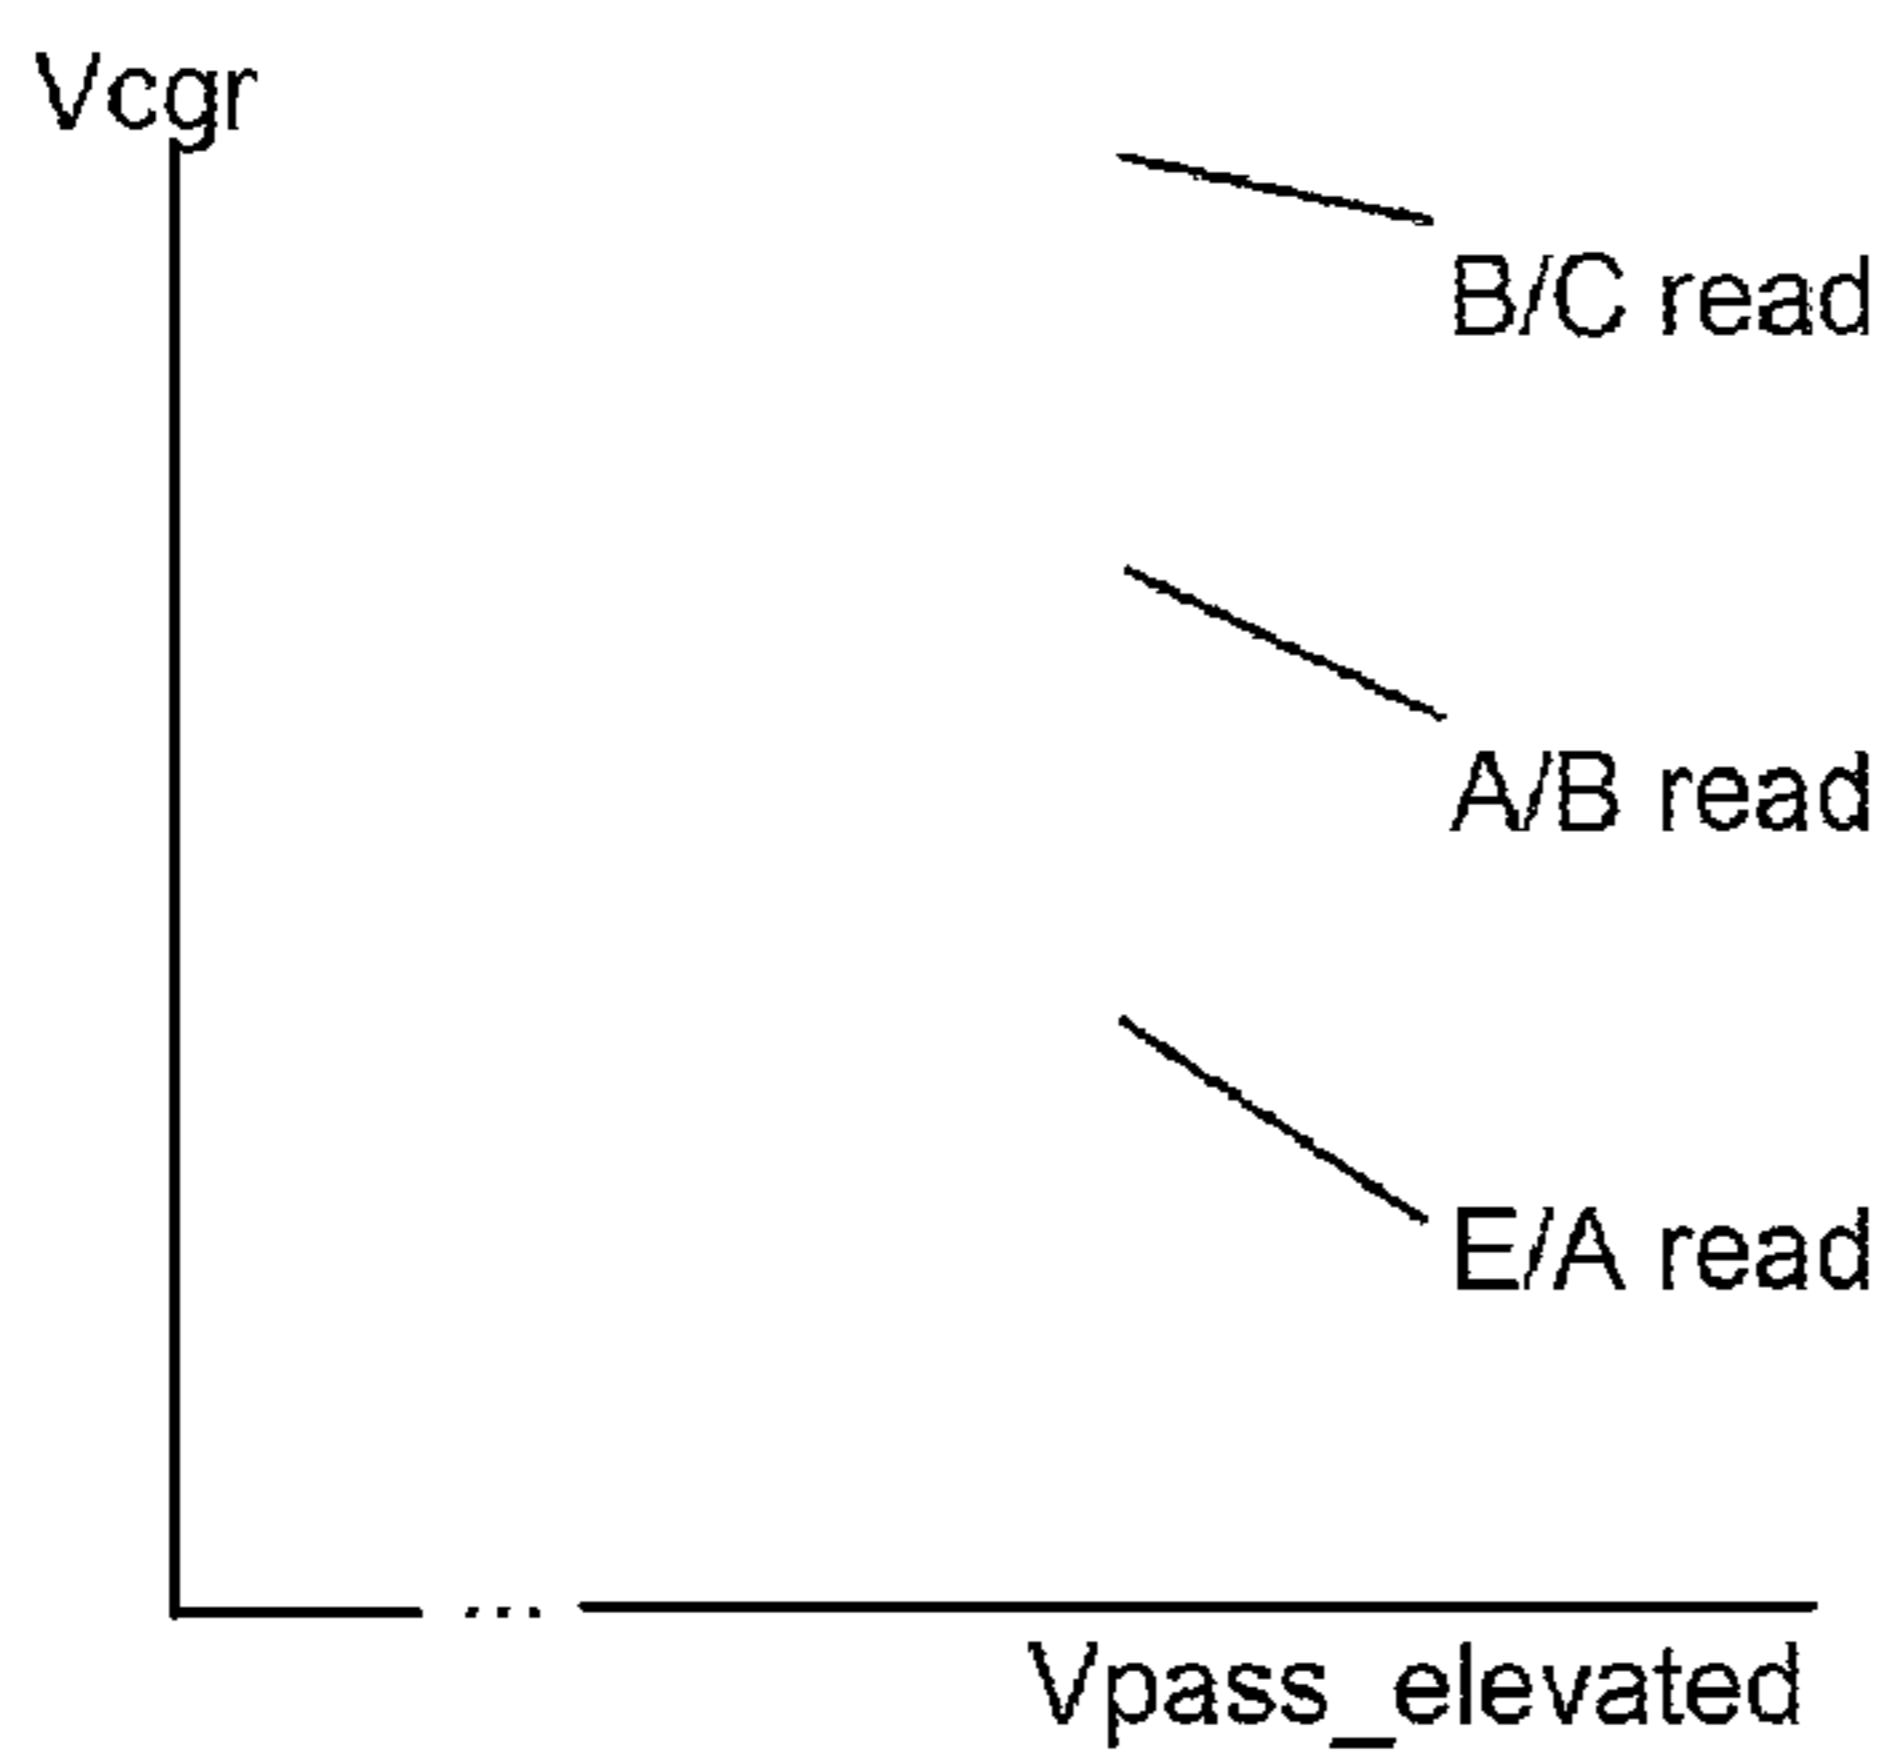 Vcgr
B/C read
A/B read
E/A read
...
Vpass_elevated